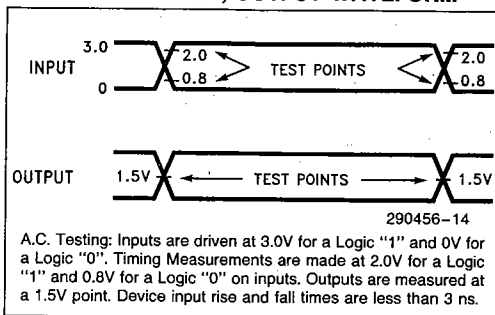 3.0
INPUT
0
2.0
0.8
TEST POINTS
2.0
0.8
OUTPUT
1.5V
TEST POINTS
1.5V
290456-14
A.C. Testing: Inputs are driven at 3.0V for a Logic "1" and 0V for
a Logic "0". Timing Measurements are made at 2.0V for a Logic
"1" and 0.8V for a Logic "0" on inputs. Outputs are measured at
a 1.5V point. Device input rise and fall times are less than 3 ns.